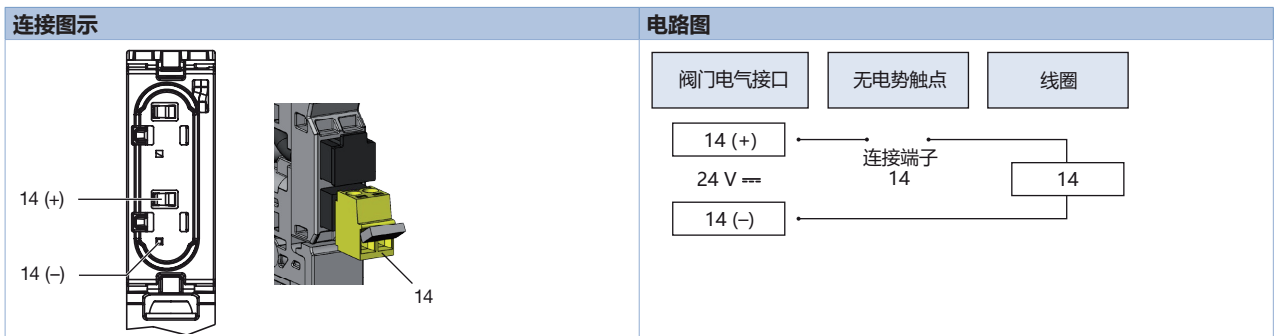 连接图示
14 (+)
14 (–)
14
电路图
阀门电气接口
无电势触点
线圈
14 (+)
24 V ⎓
14 (–)
连接端子
14
14